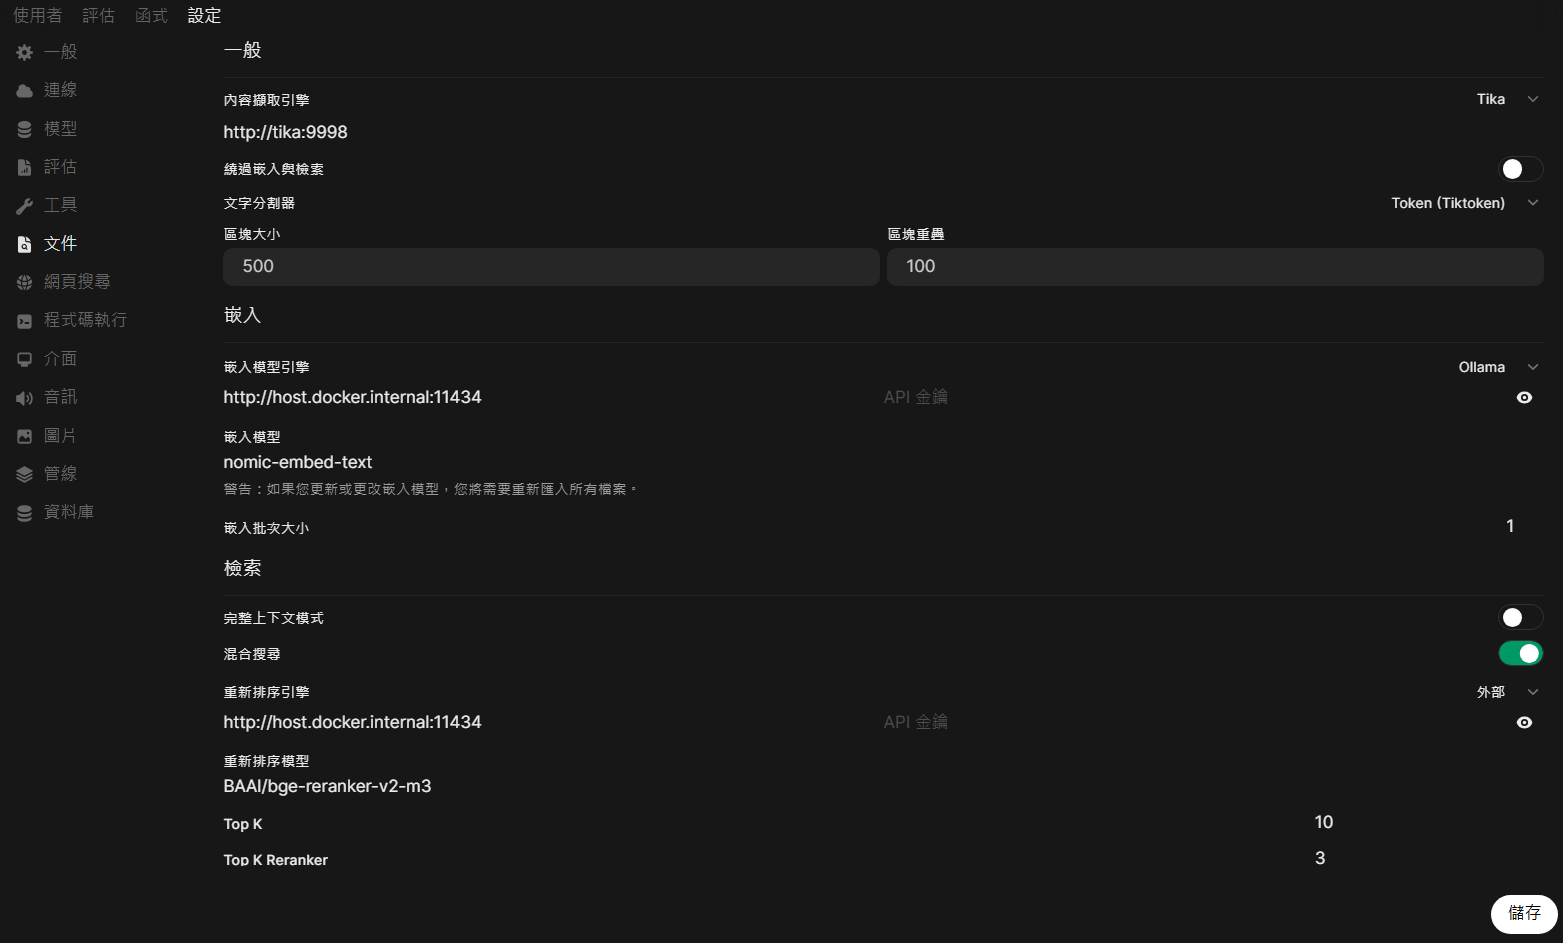 使用者 評估 函式 設定
一般
連線
模型
評估
工具
文件
網頁搜尋
程式碼執行
介面
音訊
圖片
管線
資料庫
一般
內容擷取引擎 Tika
http://tika:9998
繞過嵌入與檢索
文字分割器 Token (Tiktoken)
區塊大小 區塊重疊
500 100
嵌入
嵌入模型引擎 Ollama
http://host.docker.internal:11434 API 金鑰
嵌入模型
nomic-embed-text
警告：如果您更新或更改嵌入模型，您將需要重新匯入所有檔案。
嵌入批次大小 1
檢索
完整上下文模式
混合搜尋
重新排序引擎 外部
http://host.docker.internal:11434 API 金鑰
重新排序模型
BAAI/bge-reranker-v2-m3
Top K 10
Top K Reranker 3
儲存